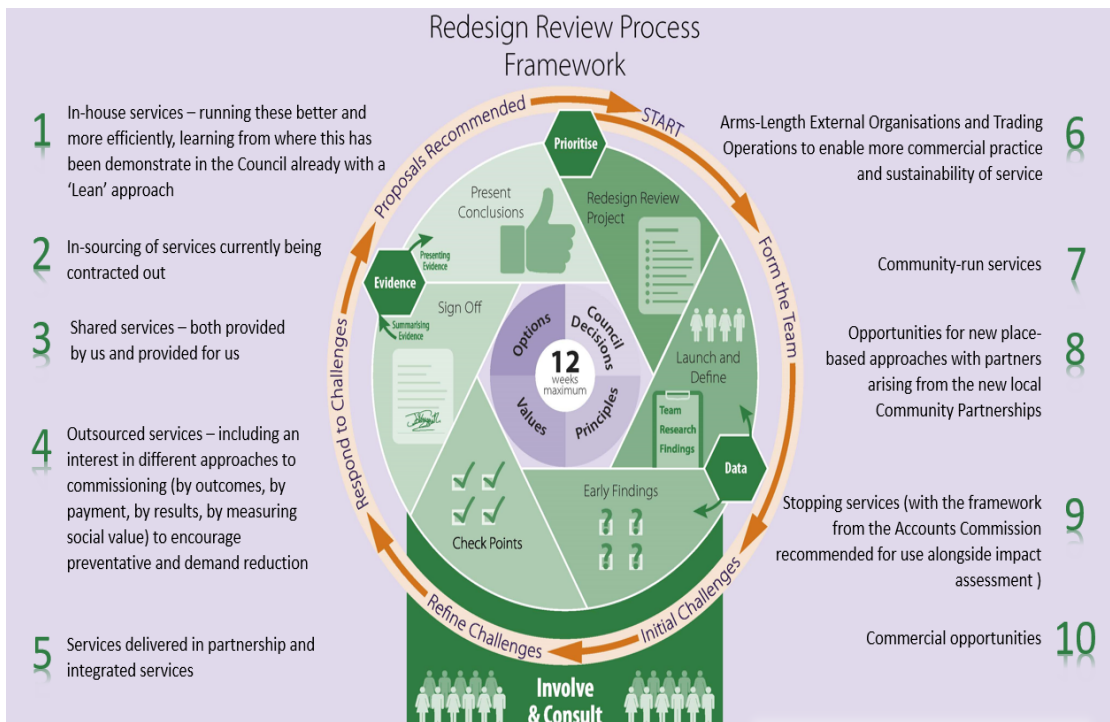 Redesign Review Process
Framework
1
In-house services – running these better and
more efficiently, learning from where this has
been demonstrate in the Council already with a
‘Lean’ approach
2
In-sourcing of services currently being
contracted out
3
Shared services – both provided
by us and provided for us
4
Outsourced services – including an
interest in different approaches to
commissioning (by outcomes, by
payment, by results, by measuring
social value) to encourage
preventative and demand reduction
5
Services delivered in partnership and
integrated services
START
Form the Team
Initial Challenges
Refine Challenges
Respond to Challenges
Proposals Recommended
Prioritise
Redesign Review
Project
Launch and
Define
Team
Research
Findings
Data
Early Findings
? ?
? ?
Check Points
Sign Off
Summarising
Evidence
Evidence
Presenting
Evidence
Present
Conclusions
Options
Council
Decisions
Values
Principles
12
weeks
maximum
Involve
& Consult
Arms-Length External Organisations and Trading
Operations to enable more commercial practice
and sustainability of service
6
Community-run services
7
Opportunities for new place-
based approaches with partners
arising from the new local
Community Partnerships
8
Stopping services (with the framework
from the Accounts Commission
recommended for use alongside impact
assessment )
9
Commercial opportunities
10